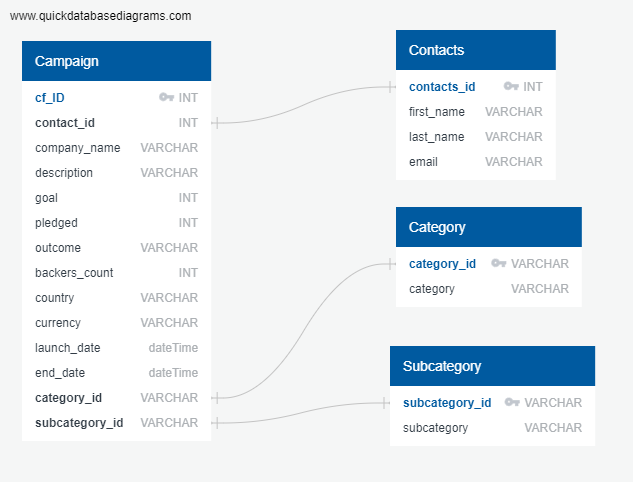 www.quickdatabasediagrams.com
Campaign
cf_ID INT
contact_id INT
company_name VARCHAR
description VARCHAR
goal INT
pledged INT
outcome VARCHAR
backers_count INT
country VARCHAR
currency VARCHAR
launch_date dateTime
end_date dateTime
category_id VARCHAR
subcategory_id VARCHAR
Contacts
contacts_id INT
first_name VARCHAR
last_name VARCHAR
email VARCHAR
Category
category_id VARCHAR
category VARCHAR
Subcategory
subcategory_id VARCHAR
subcategory VARCHAR